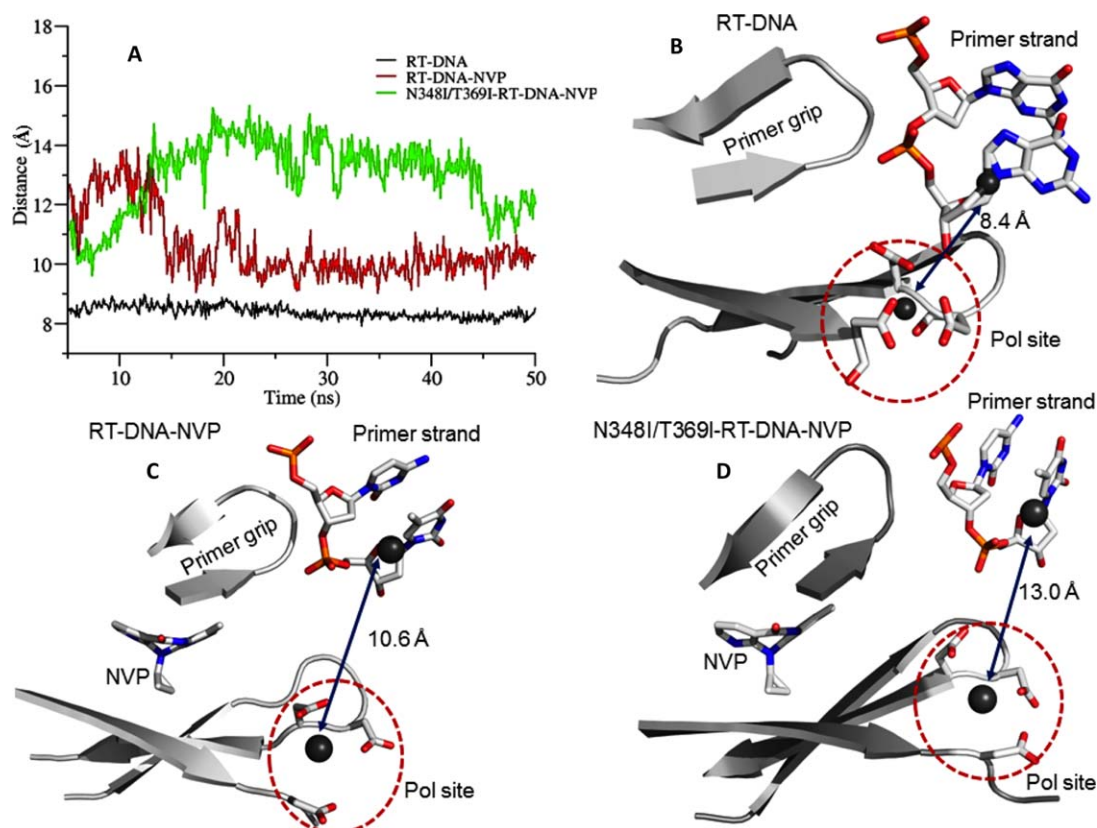 18
16
14
12
10
8
Distance (Å)
A
RT-DNA
RT-DNA-NVP
N348I/T369I-RT-DNA-NVP
10
20
30
40
50
Time (ns)
B
RT-DNA
Primer strand
Primer grip
8.4 Å
Pol site
RT-DNA-NVP
C
Primer strand
Primer grip
10.6 Å
NVP
Pol site
Primer strand
N348I/T369I-RT-DNA-NVP
D
Primer grip
13.0 Å
NVP
Pol site